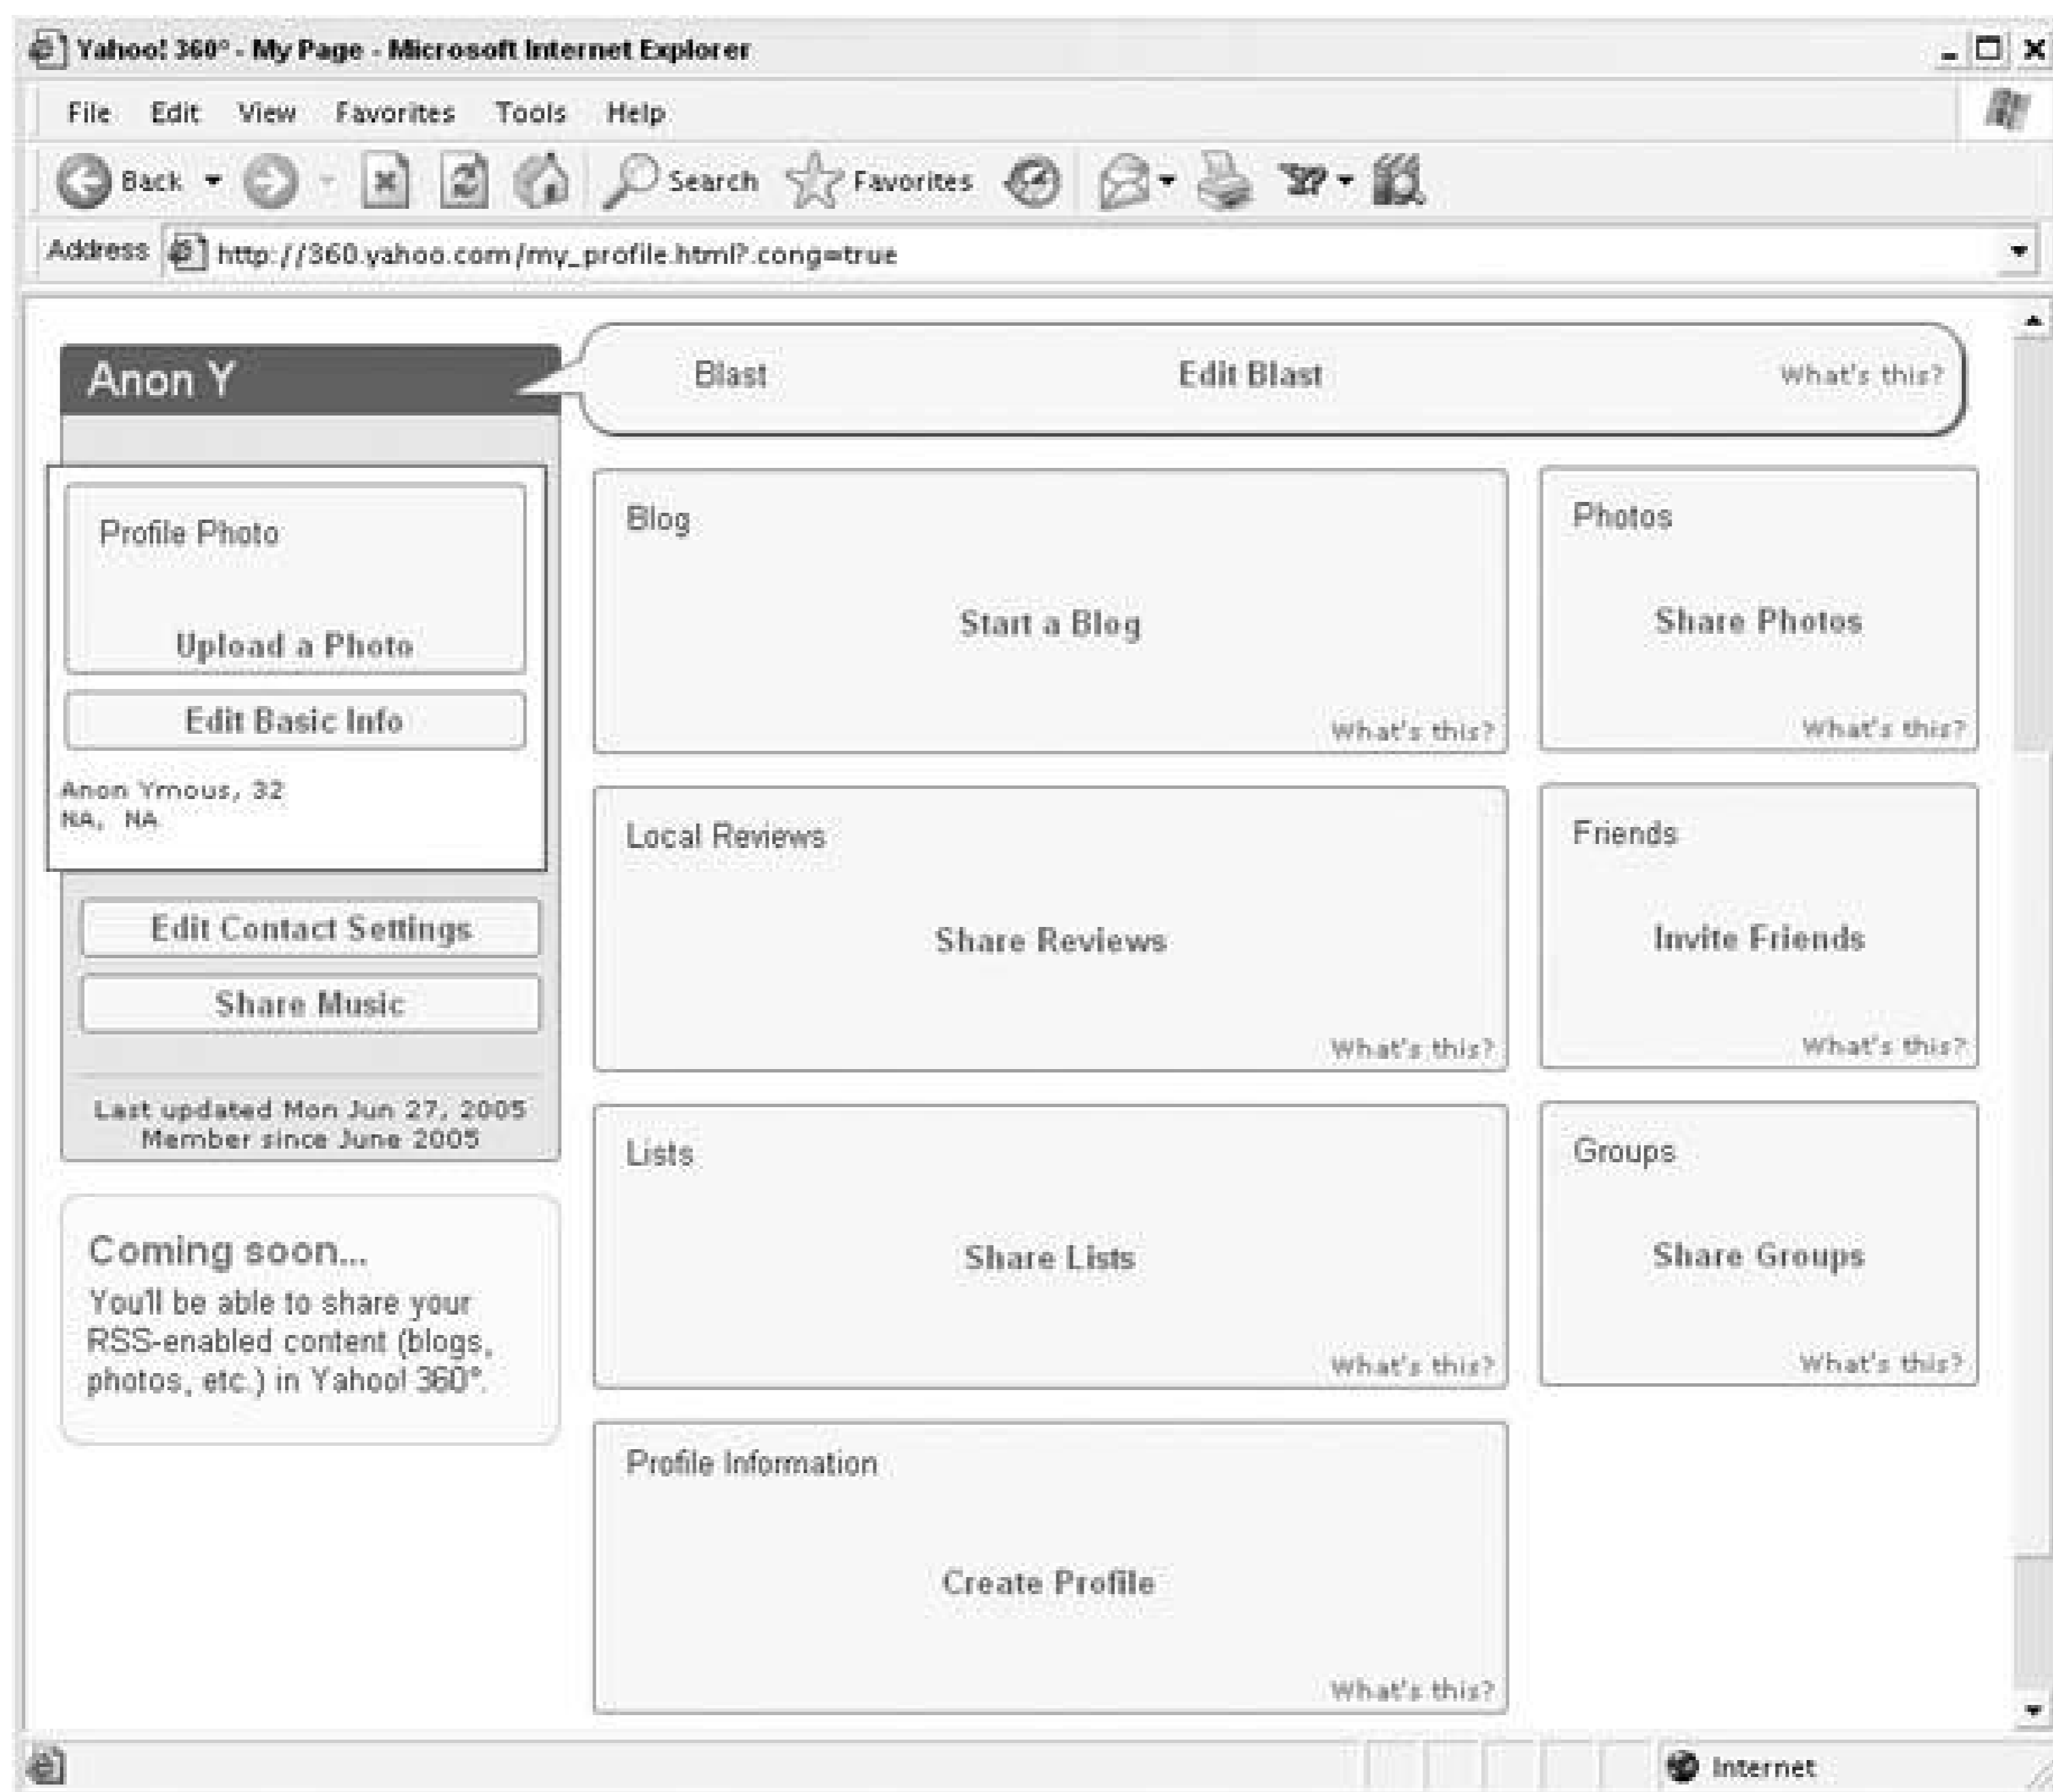 Yahoo! 360° - My Page - Microsoft Internet Explorer
File Edit View Favorites Tools Help
Back Search Favorites
Address http://360.yahoo.com/my_profile.html?.cong=true
Anon Y
Blast Edit Blast What's this?
Profile Photo
Upload a Photo
Edit Basic Info
Anon Ymous, 32
NA, NA
Edit Contact Settings
Share Music
Last updated Mon Jun 27, 2005
Member since June 2005
Coming soon...
You'll be able to share your
RSS-enabled content (blogs,
photos, etc.) in Yahoo! 360°.
Blog
Start a Blog
What's this?
Photos
Share Photos
What's this?
Local Reviews
Share Reviews
What's this?
Friends
Invite Friends
What's this?
Lists
Share Lists
What's this?
Groups
Share Groups
What's this?
Profile Information
Create Profile
What's this?
Internet